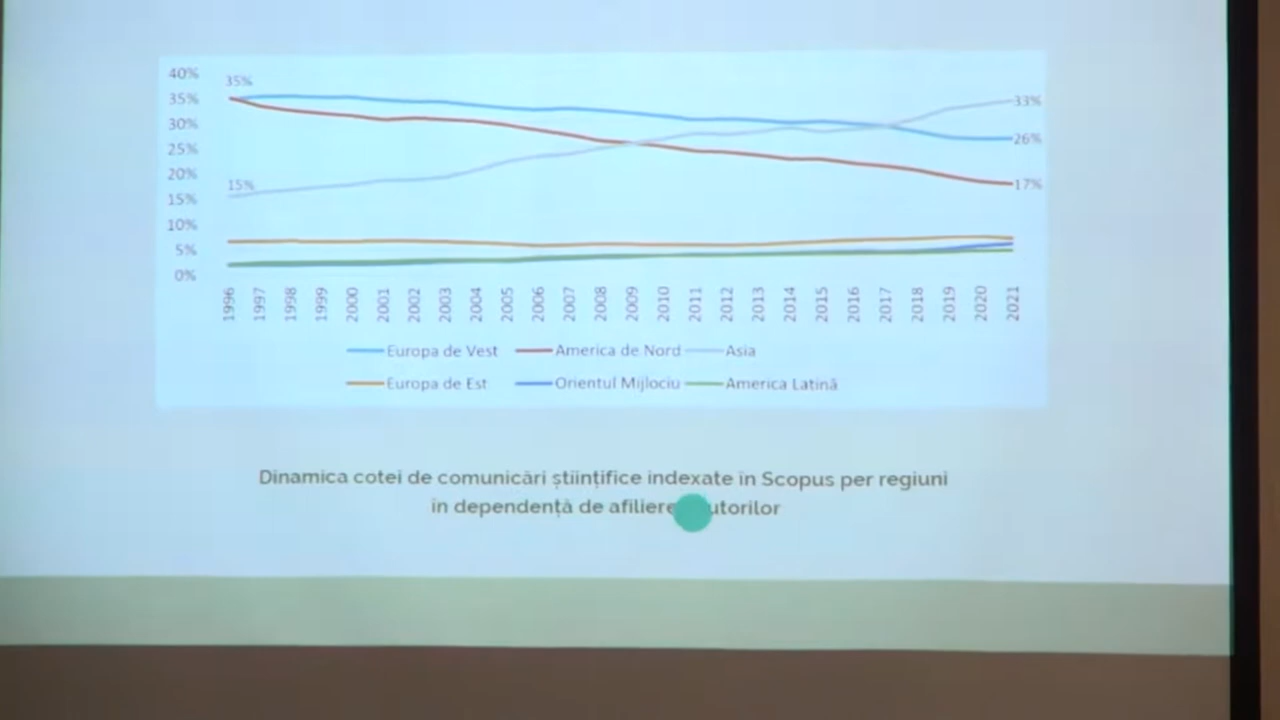 40%
35%
30%
25%
20%
15%
10%
5%
0%
35%
15%
33%
26%
17%
1996 1997 1998 1999 2000 2001 2002 2003 2004 2005 2006 2007 2008 2009 2010 2011 2012 2013 2014 2015 2016 2017 2018 2019 2020 2021
Europa de Vest America de Nord Asia
Europa de Est Orientul Mijlociu America Latină
Dinamica cotei de comunicări științifice indexate în Scopus per regiuni
în dependență de afiliere utorilor